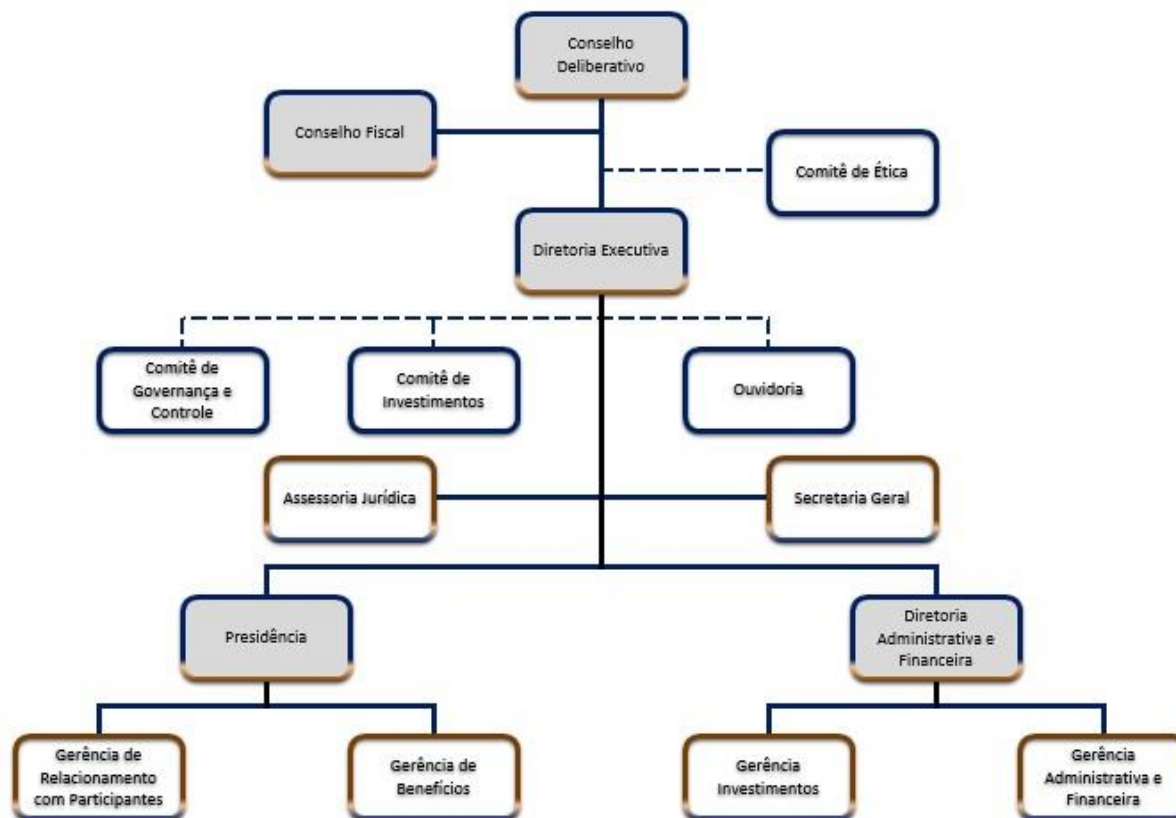 Conselho
Deliberativo
Conselho Fiscal
Comitê de Ética
Diretoria Executiva
Comitê de
Governança e
Controle
Comitê de
Investimentos
Ouvidoria
Assessoria Jurídica
Secretaria Geral
Presidência
Diretoria
Administrativa e
Financeira
Gerência de
Relacionamento
com Participantes
Gerência de
Benefícios
Gerência
Investimentos
Gerência
Administrativa e
Financeira